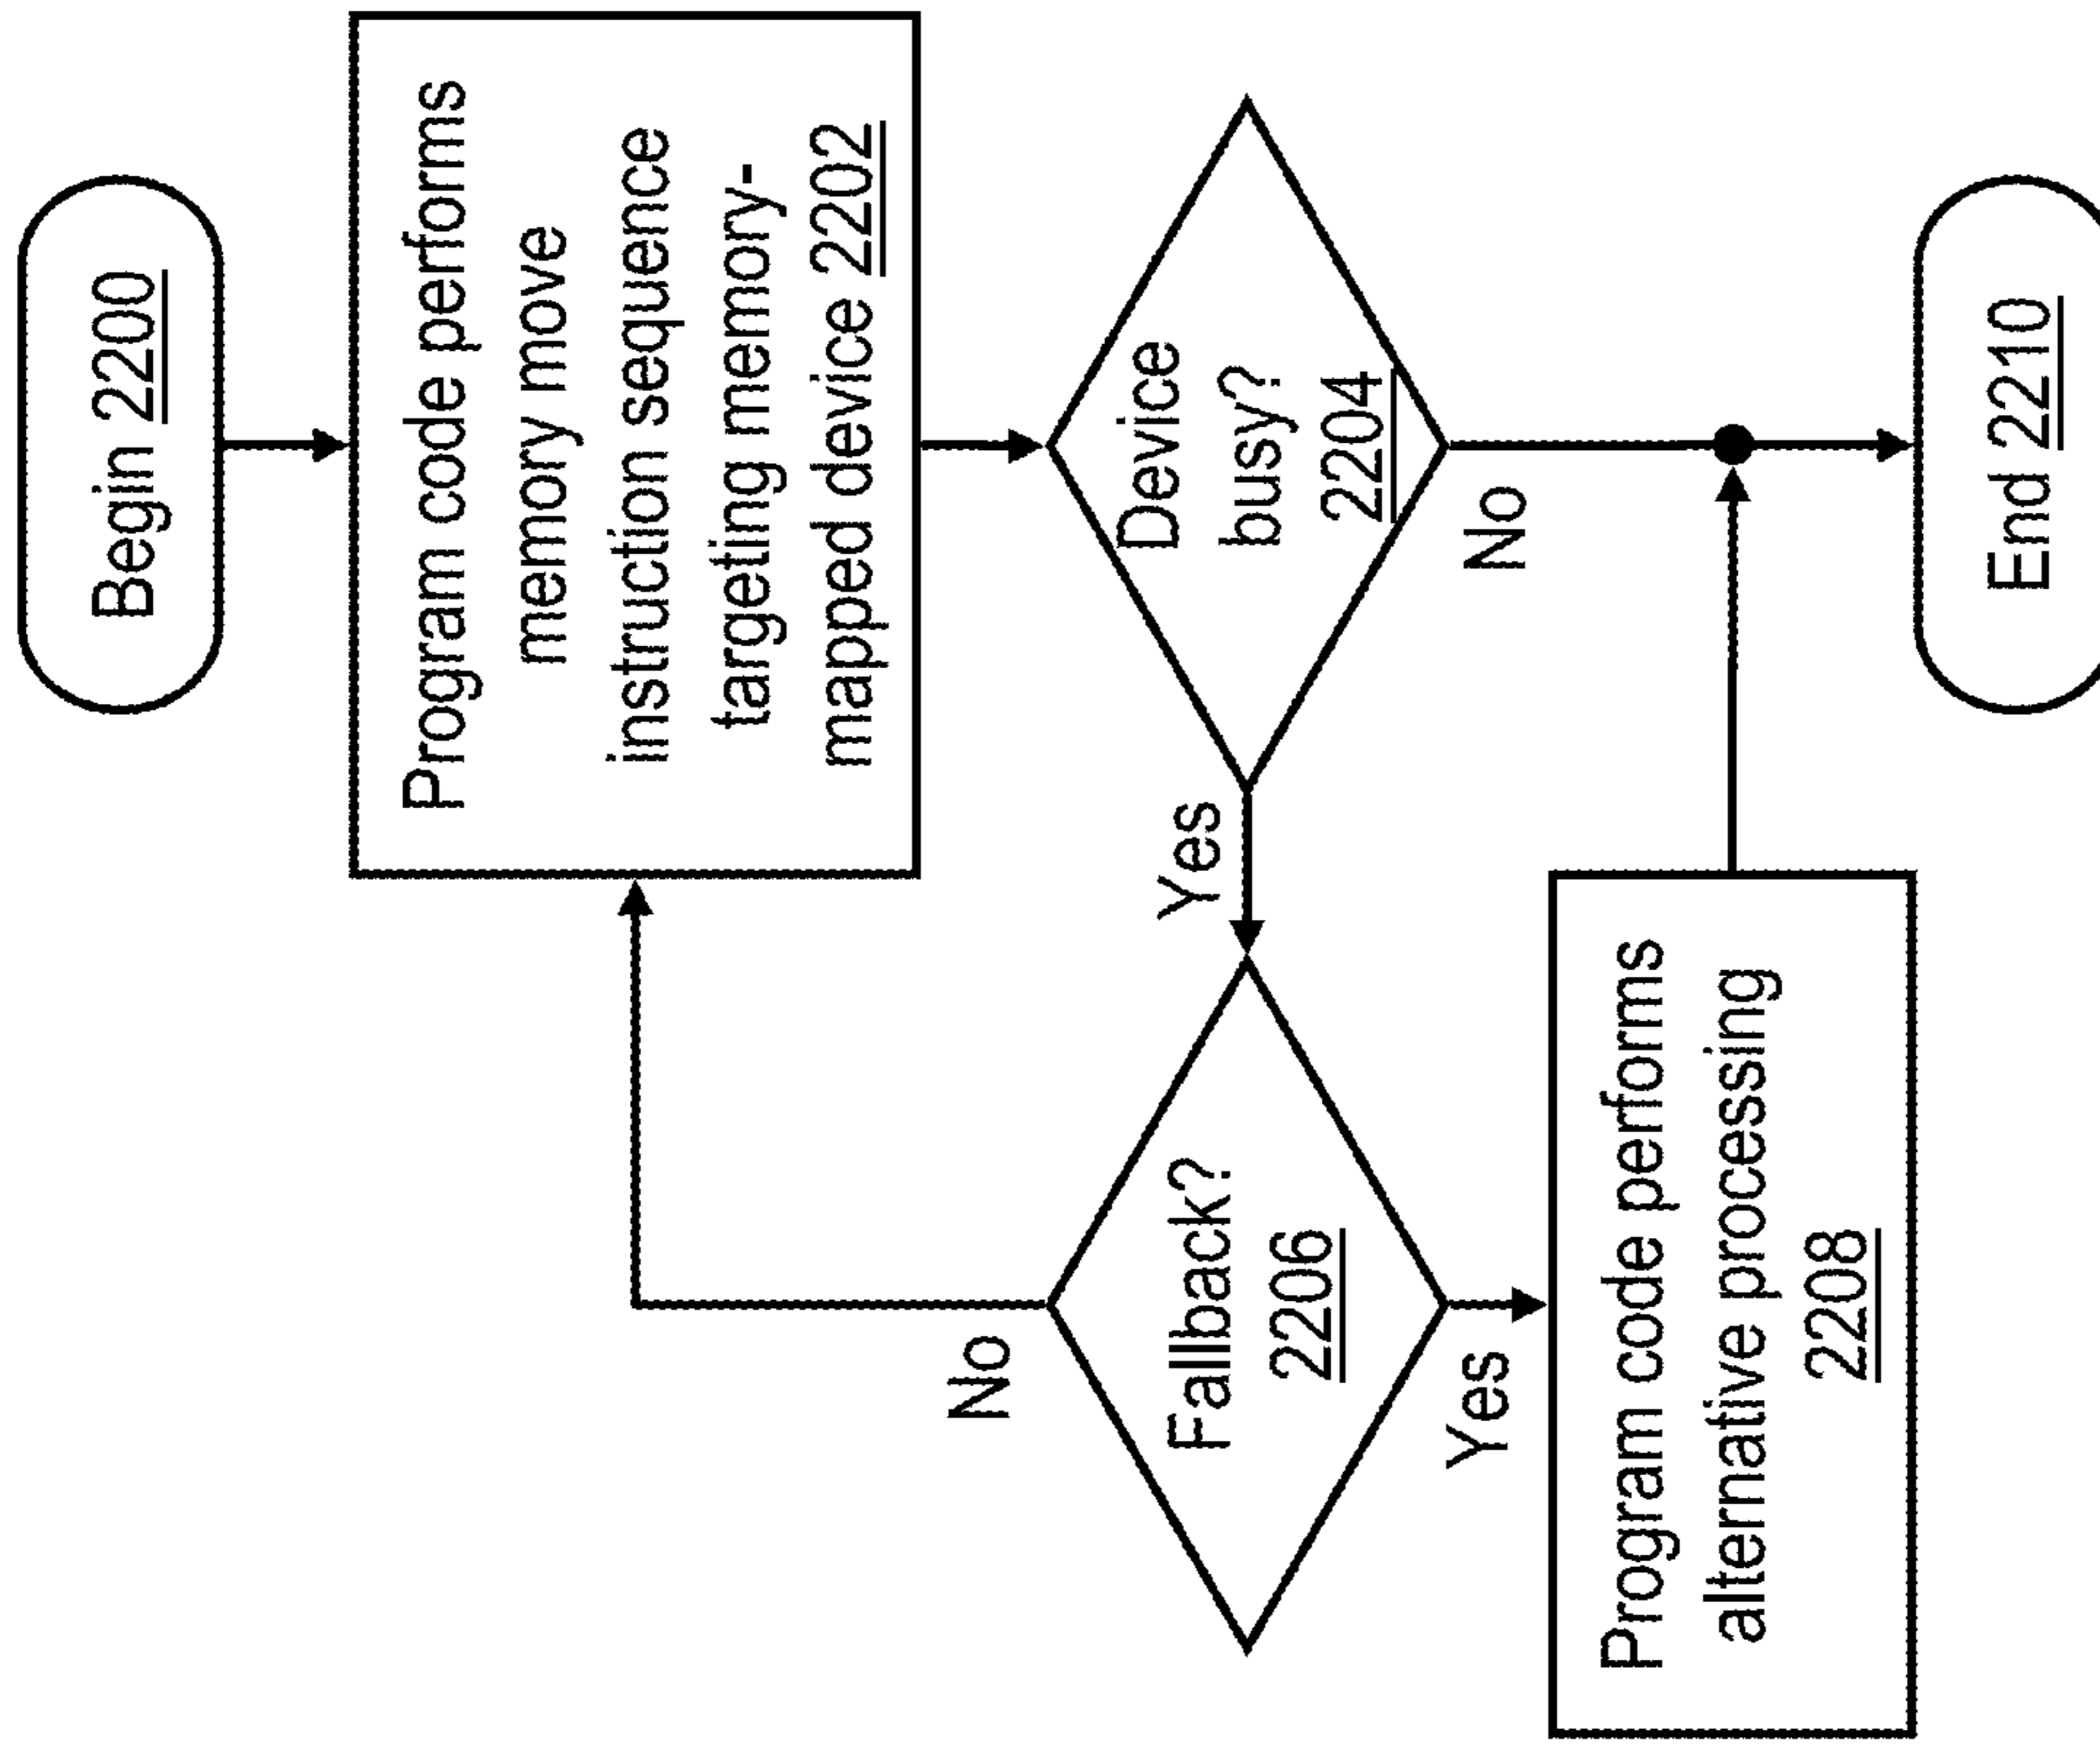 Begin 2200
Program code performs
memory move
instruction sequence
targeting memory-
mapped device 2202
Device
busy?
2204
Yes
No
Fallback?
2206
No
Yes
Program code performs
alternative processing
2208
End 2210